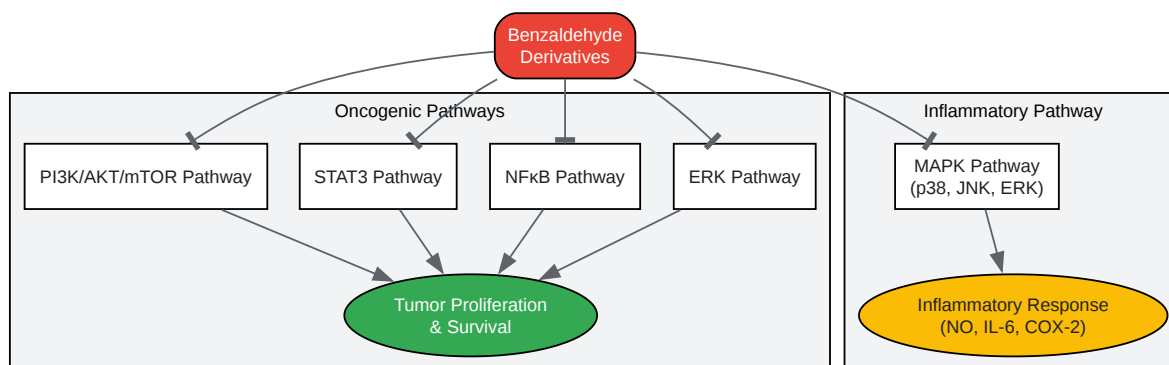 Benzaldehyde
Derivatives
Oncogenic Pathways
Inflammatory Pathway
PI3K/AKT/mTOR Pathway
STAT3 Pathway
NFκB Pathway
ERK Pathway
MAPK Pathway
(p38, JNK, ERK)
Tumor Proliferation
& Survival
Inflammatory Response
(NO, IL-6, COX-2)